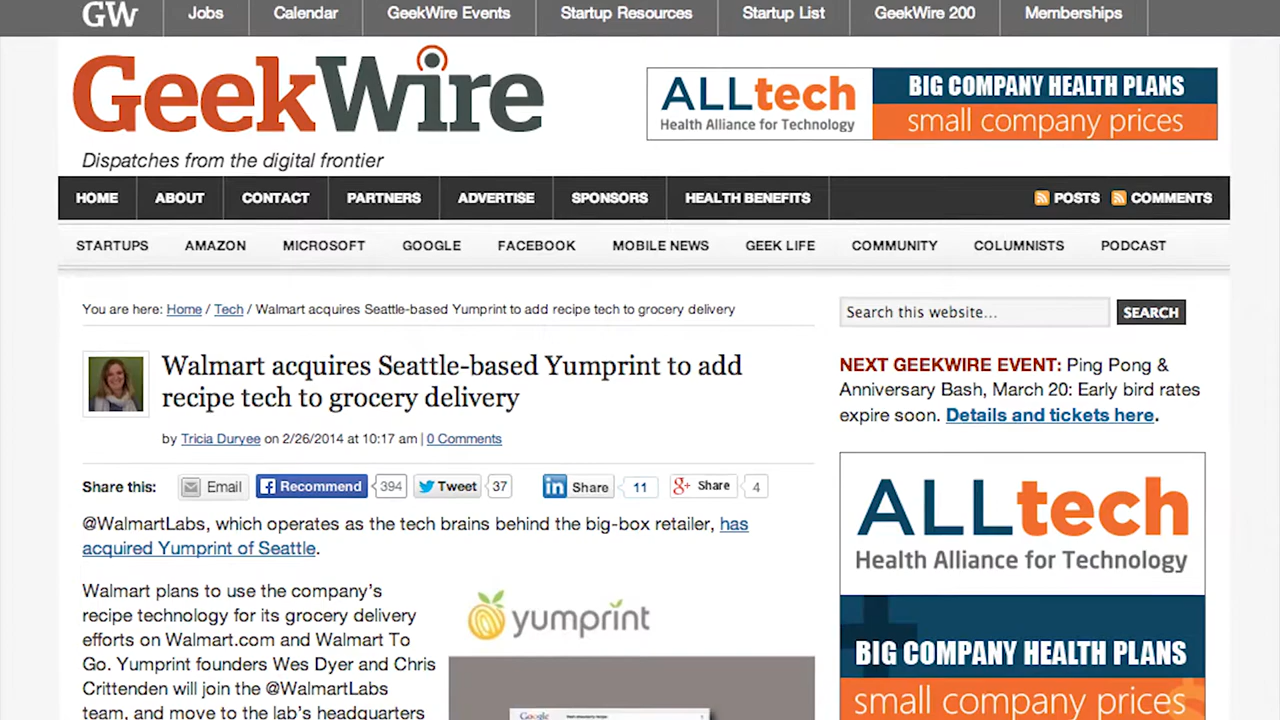 GW Jobs Calendar GeekWire Events Startup Resources Startup List GeekWire 200 Memberships
GeekWire
Dispatches from the digital frontier
ALLtech
Health Alliance for Technology
BIG COMPANY HEALTH PLANS
small company prices
HOME ABOUT CONTACT PARTNERS ADVERTISE SPONSORS HEALTH BENEFITS POSTS COMMENTS
STARTUPS AMAZON MICROSOFT GOOGLE FACEBOOK MOBILE NEWS GEEK LIFE COMMUNITY COLUMNISTS PODCAST
You are here: Home / Tech / Walmart acquires Seattle-based Yumprint to add recipe tech to grocery delivery
Walmart acquires Seattle-based Yumprint to add
recipe tech to grocery delivery
by Tricia Duryee on 2/26/2014 at 10:17 am | 0 Comments
Share this: Email Recommend 394 Tweet 37 in Share 11 g+ Share 4
@WalmartLabs, which operates as the tech brains behind the big-box retailer, has
acquired Yumprint of Seattle.
Walmart plans to use the company's
recipe technology for its grocery delivery
efforts on Walmart.com and Walmart To
Go. Yumprint founders Wes Dyer and Chris
Crittenden will join the @WalmartLabs
team, and move to the lab's headquarters
yumprint
Google
Search this website... SEARCH
NEXT GEEKWIRE EVENT: Ping Pong &
Anniversary Bash, March 20: Early bird rates
expire soon. Details and tickets here.
ALLtech
Health Alliance for Technology
BIG COMPANY HEALTH PLANS
small company prices